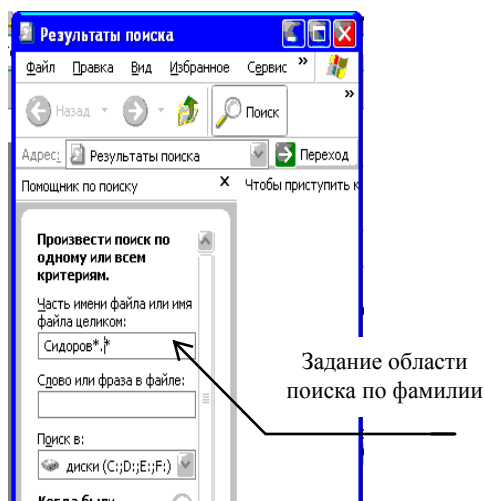 Результаты поиска
Файл Правка Вид Избранное Сервис »
Назад Поиск »
Адрес: Результаты поиска Переход
Помощник по поиску X Чтобы приступить к
Произвести поиск по
одному или всем
критериям.
Часть имени файла или имя
файла целиком:
Сидоров*.*
Слово или фраза в файле:
Поиск в:
диски (C:;D:;E:;F:)
Когда были
Задание области
поиска по фамилии